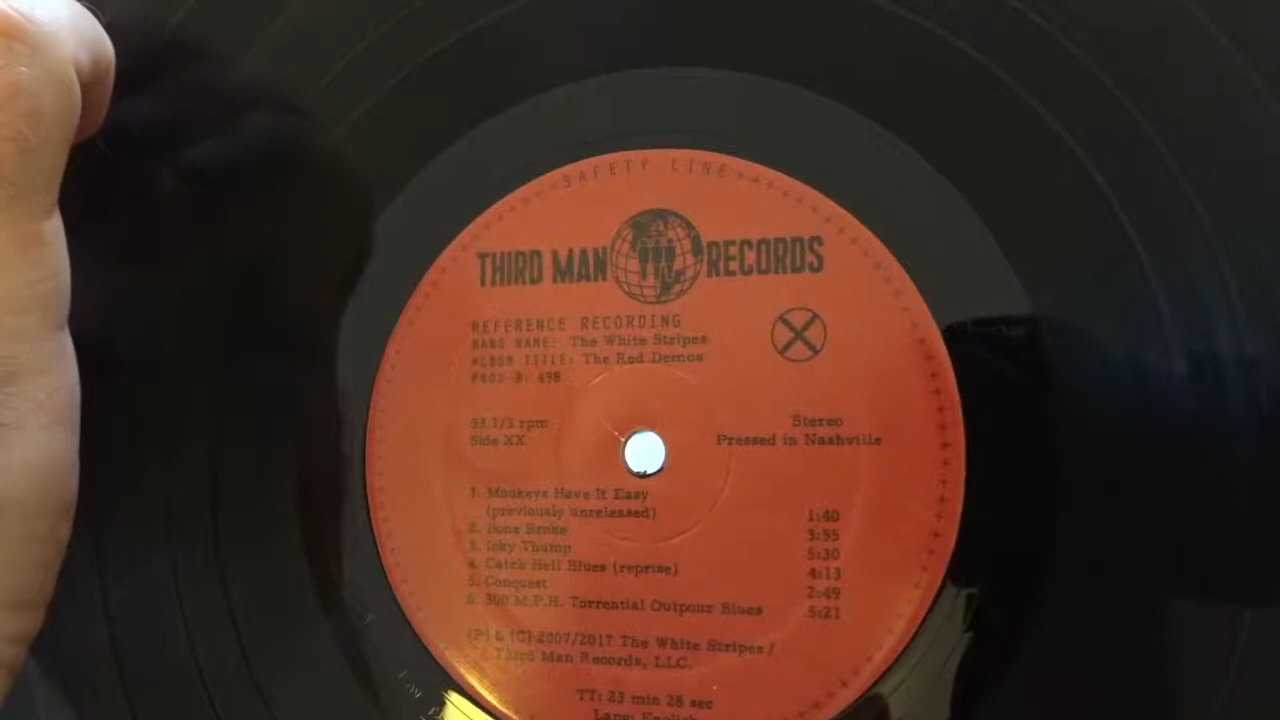 SAFETY LINE
THIRD MAN RECORDS
REFERENCE RECORDING
BAND NAME: The White Stripes
ALBUM TITLE: The Red Demos
PROD #: 498
33 1/3 rpm
Stereo
Side XX
Pressed in Nashville
1. Monkeys Have It Easy
(previously unreleased) 1:40
2. Bone Broke 3:55
3. Icky Thump 5:30
4. Catch Hell Blues (reprise) 4:13
5. Conquest 2:49
6. 300 M.P.H. Torrential Outpour Blues 5:21
(P) & (C) 2007/2017 The White Stripes/
Third Man Records, LLC.
TT: 23 min 28 sec
Lang: English